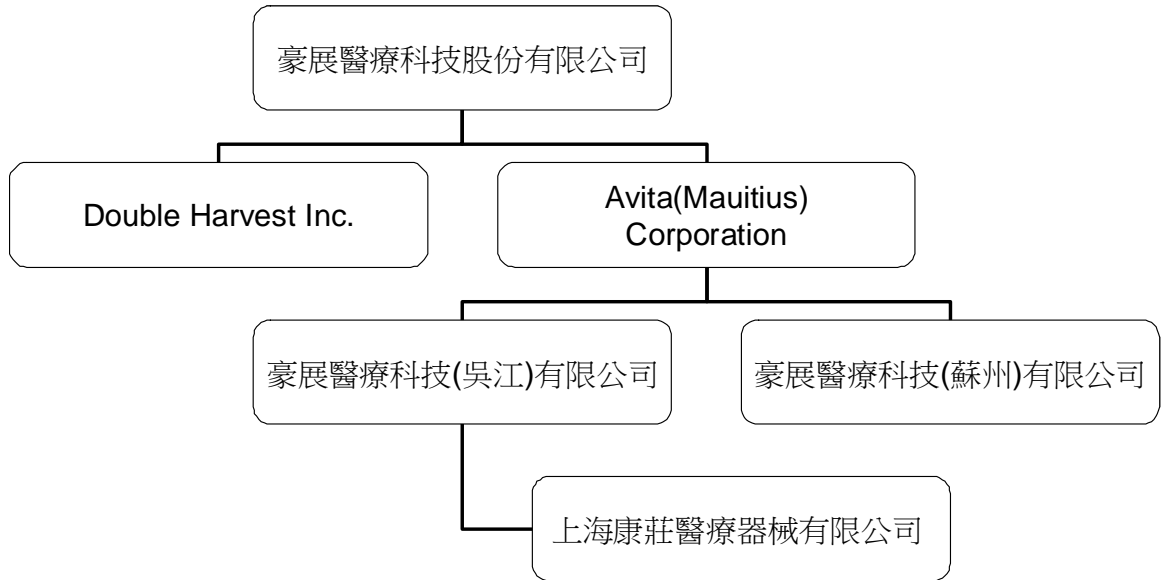 豪展醫療科技股份有限公司
Double Harvest Inc.
Avita(Mauitius)
Corporation
豪展醫療科技(吳江)有限公司
豪展醫療科技(蘇州)有限公司
上海康莊醫療器械有限公司